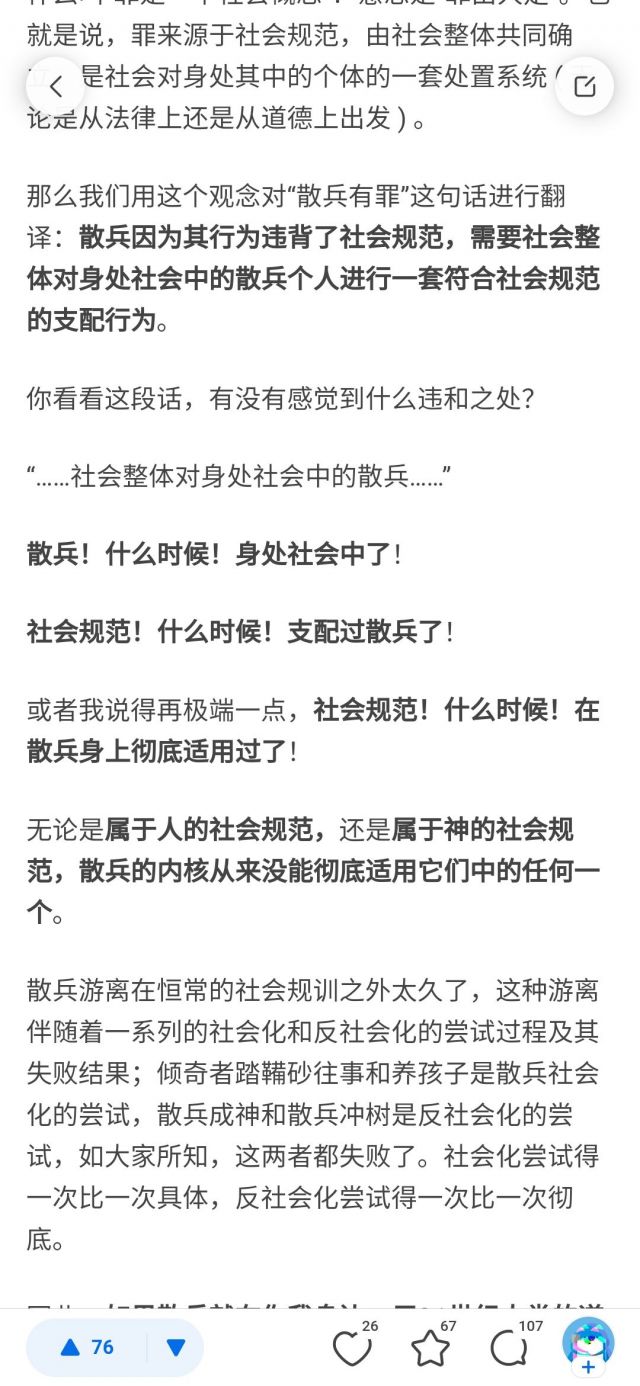 就是说，罪来源于社会规范，由社会整体共同确
是社会对身处其中的个体的一套处置系统（
论是从法律上还是从道德上出发）。
那么我们用这个观念对“散兵有罪”这句话进行翻
译：散兵因为其行为违背了社会规范，需要社会整
体对身处社会中的散兵个人进行一套符合社会规范
的支配行为。
你看看这段话，有没有感觉到什么违和之处？
“……社会整体对身处社会中的散兵……”
散兵！什么时候！身处社会中了！
社会规范！什么时候！支配过散兵了！
或者我说得再极端一点，社会规范！什么时候！在
散兵身上彻底适用过了！
无论是属于人的社会规范，还是属于神的社会规
范，散兵的内核从来没能彻底适用它们中的任何一
个。
散兵游离在恒常的社会规训之外太久了，这种游离
伴随着一系列的社会化和反社会化的尝试过程及其
失败结果；倾奇者踏鞴砂往事和养孩子是散兵社会
化的尝试，散兵成神和散兵冲树是反社会化的尝
试，如大家所知，这两者都失败了。社会化尝试得
一次比一次具体，反社会化尝试得一次比一次彻
底。
76
26
67
107